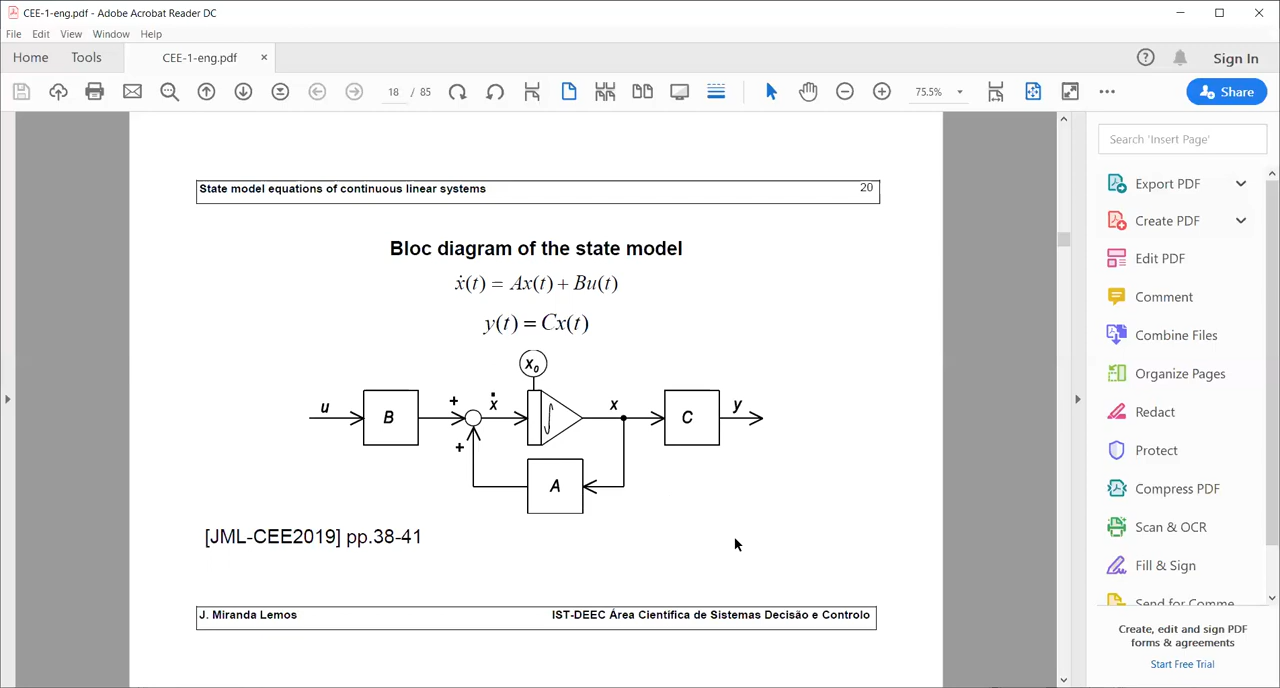 CEE-1-eng.pdf - Adobe Acrobat Reader DC
File Edit View Window Help
Home Tools CEE-1-eng.pdf × Sign In
18 / 85 75.5% Share
State model equations of continuous linear systems 20
Bloc diagram of the state model
ẋ(t) = Ax(t) + Bu(t)
y(t) = Cx(t)
x₀
u B + ẋ ∫ x C y
+
A
[JML-CEE2019] pp.38-41
J. Miranda Lemos IST-DEEC Área Científica de Sistemas Decisão e Controlo
Search 'Insert Page'
Export PDF
Create PDF
Edit PDF
Comment
Combine Files
Organize Pages
Redact
Protect
Compress PDF
Scan & OCR
Fill & Sign
Send for Comme
Create, edit and sign PDF
forms & agreements
Start Free Trial